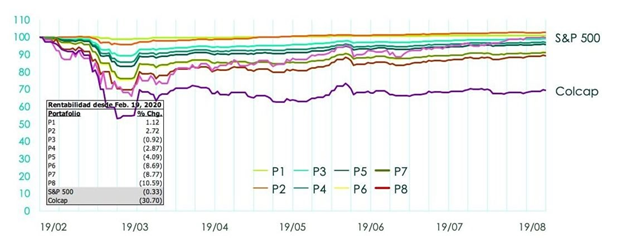 110
100
90
80
70
60
50
40
30
20
10
0
S&P 500
Colcap
Rentabilidad desde Feb. 19, 2020
Portafolio % Chg.
P1 1.12
P2 2.72
P3 (0.92)
P4 (2.87)
P5 (4.09)
P6 (8.69)
P7 (8.77)
P8 (10.59)
S&P 500 (0.33)
Colcap (30.70)
P1 P3 P5 P7
P2 P4 P6 P8
19/02 19/03 19/04 19/05 19/06 19/07 19/08